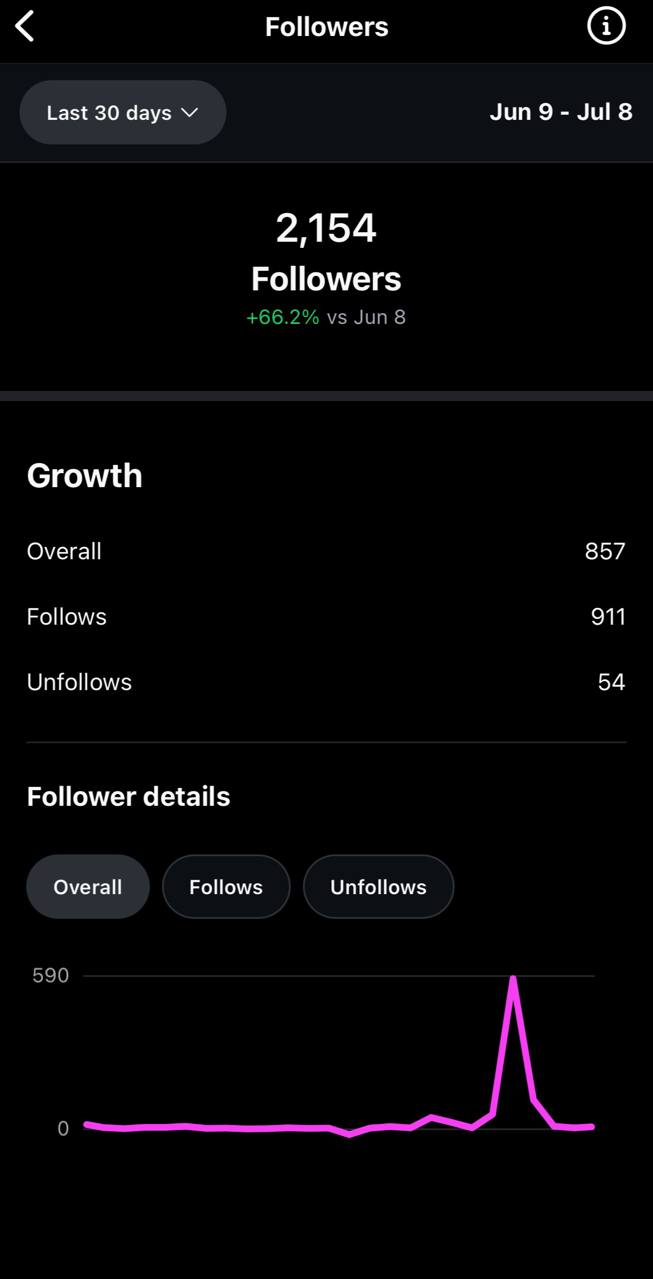 Followers
Last 30 days
Jun 9 - Jul 8
2,154
Followers
+66.2% vs Jun 8
Growth
Overall 857
Follows 911
Unfollows 54
Follower details
Overall Follows Unfollows
590
0